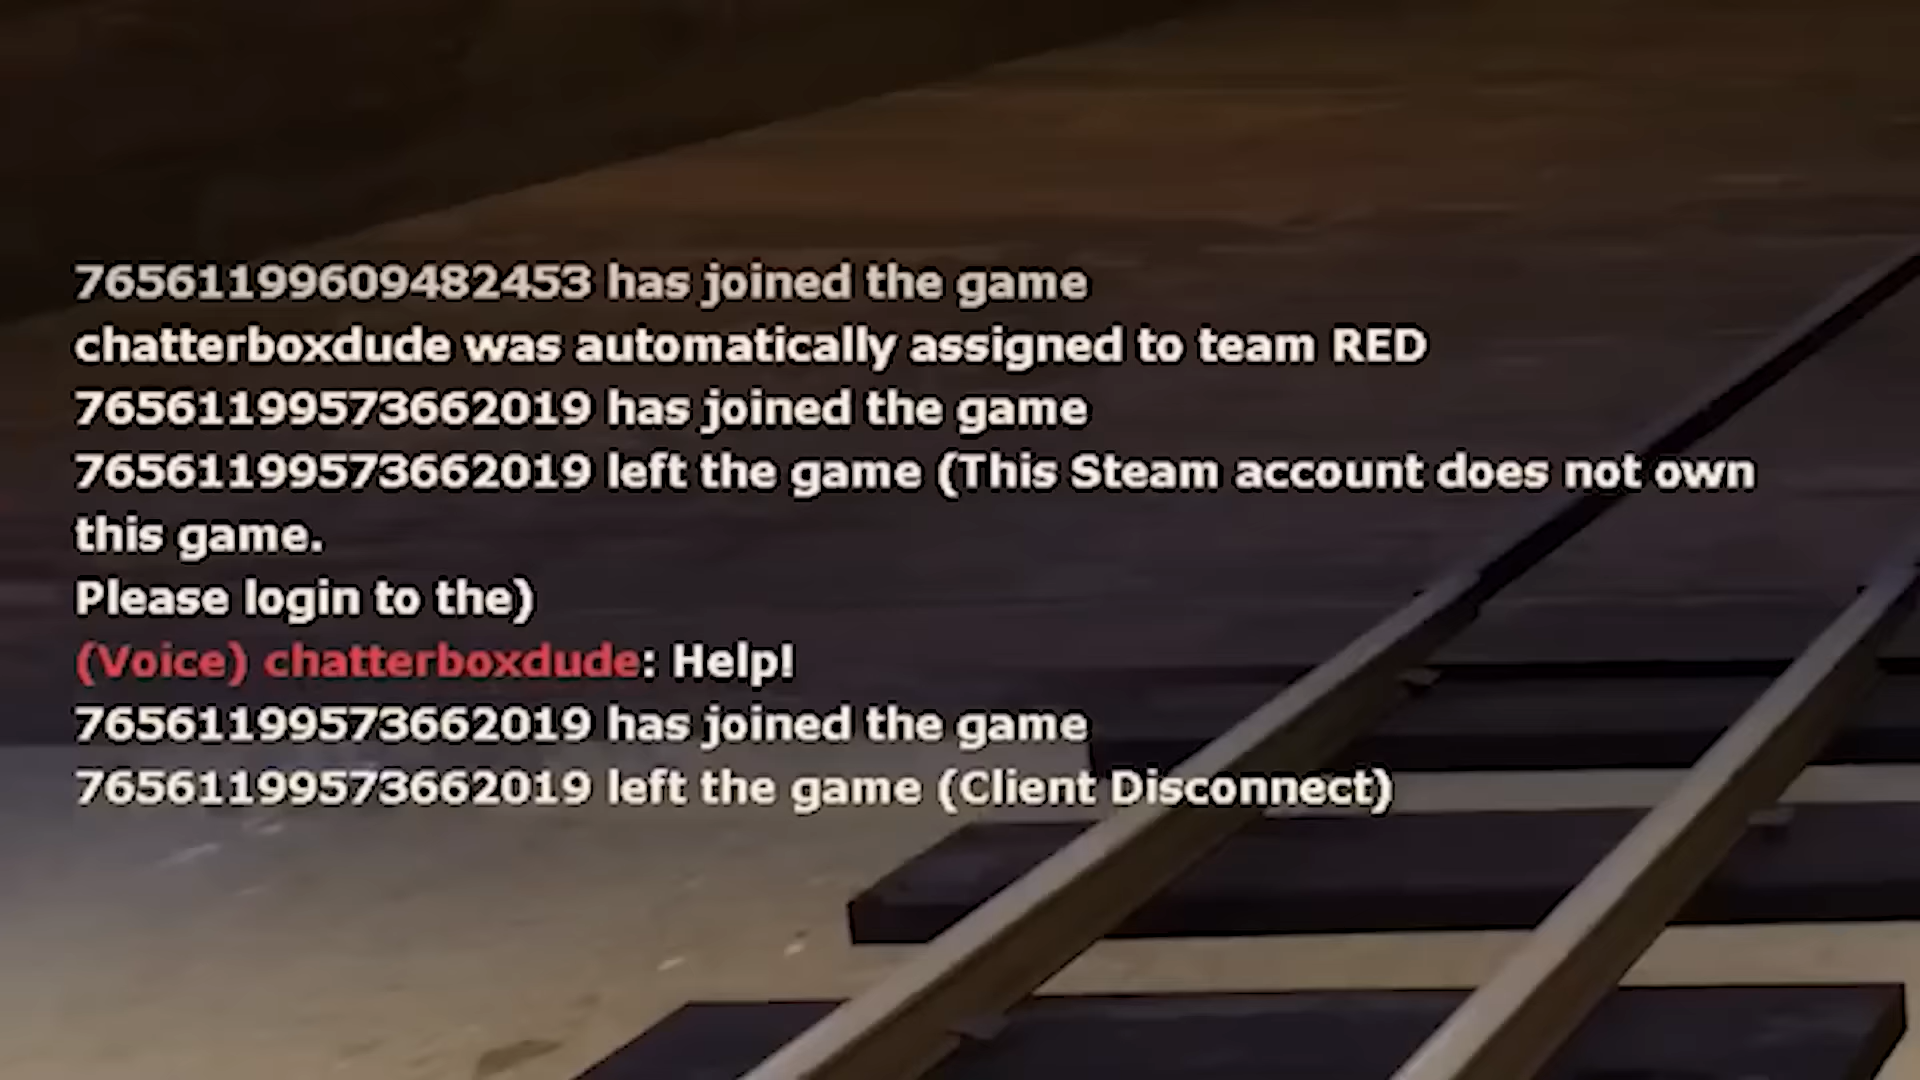 76561199609482453 has joined the game
chatterboxdude was automatically assigned to team RED
76561199573662019 has joined the game
76561199573662019 left the game (This Steam account does not own
this game.
Please login to the)
(Voice) chatterboxdude: Help!
76561199573662019 has joined the game
76561199573662019 left the game (Client Disconnect)